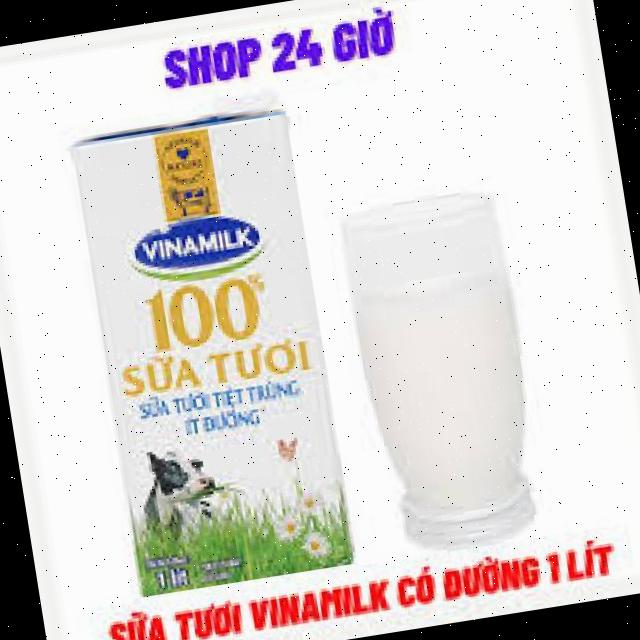 SHOP 24 GIỜ
VINAMILK
100%
SỮA TƯƠI
SỮA TƯƠI TIỆT TRÙNG
ÍT ĐƯỜNG
1 lít
SỮA TƯƠI VINAMILK CÓ ĐƯỜNG 1 LÍT